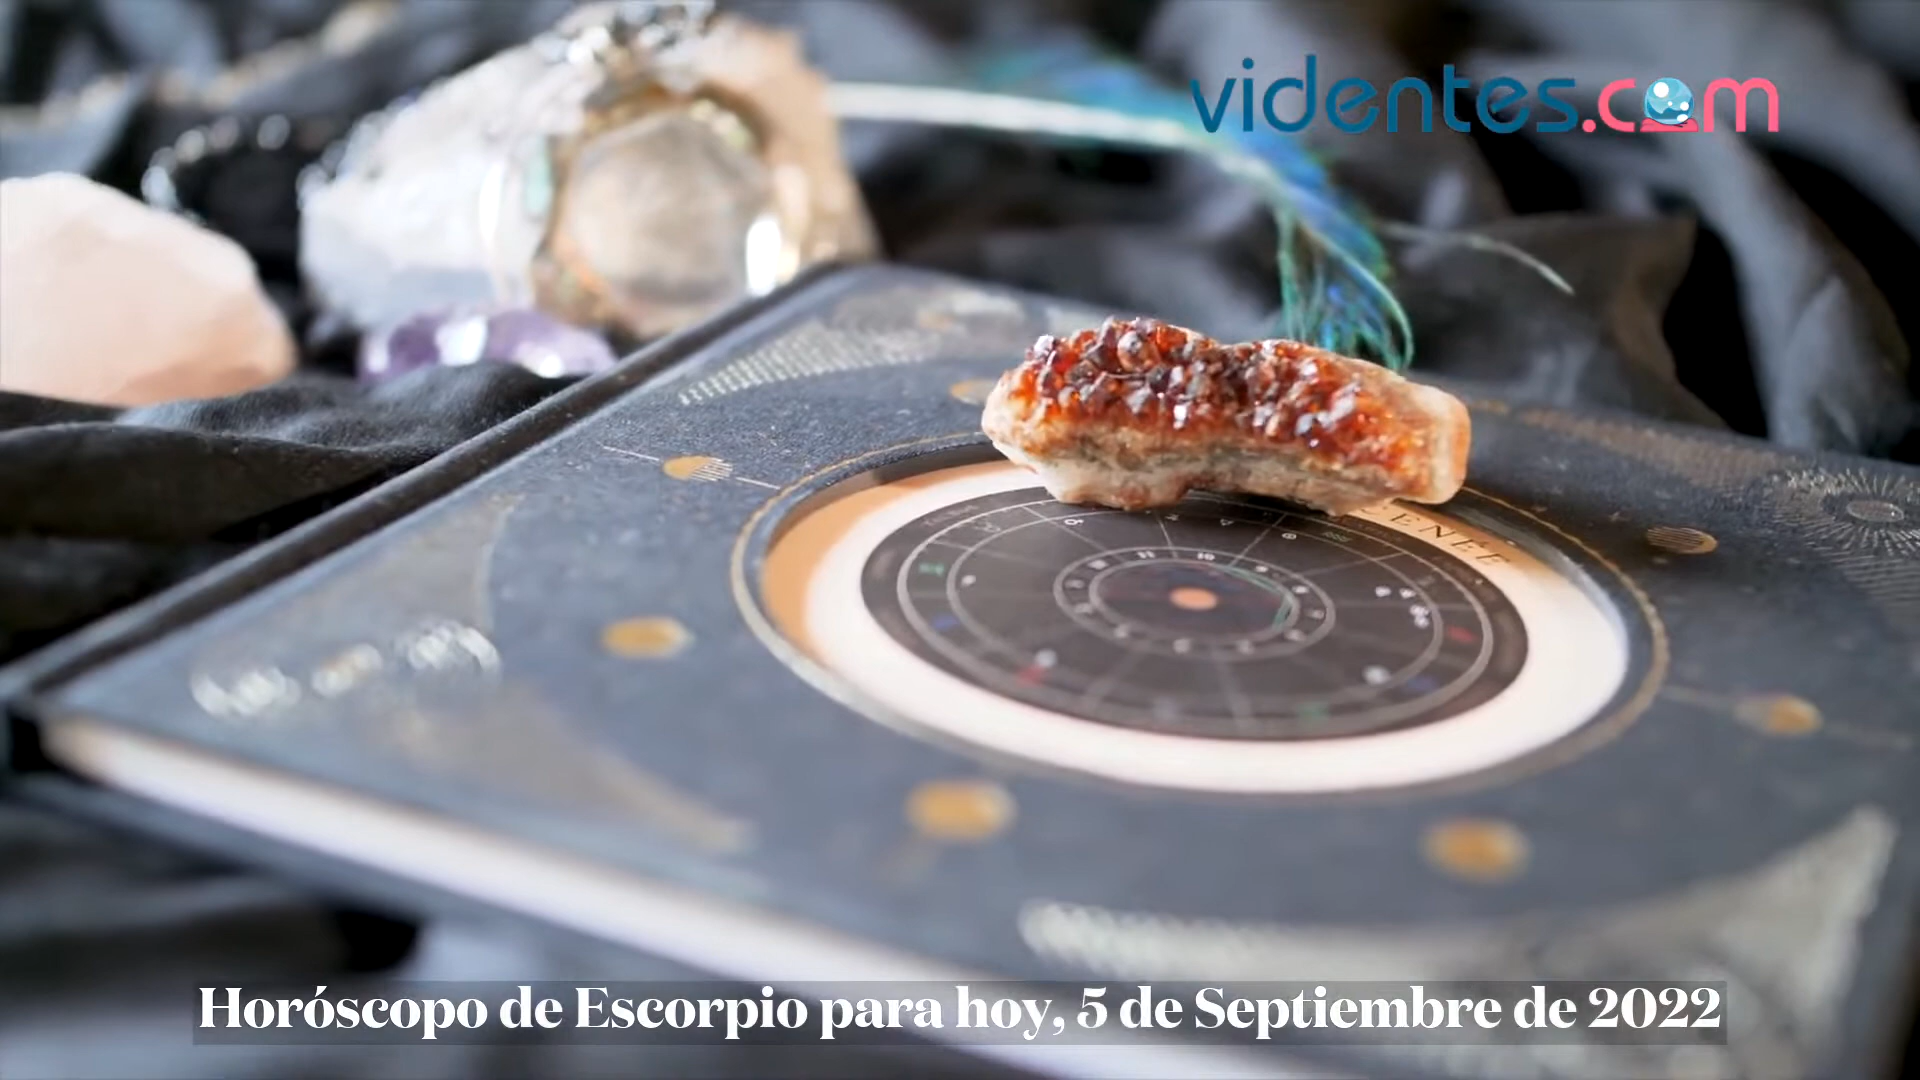 videntes.com
Horóscopo de Escorpio para hoy, 5 de Septiembre de 2022